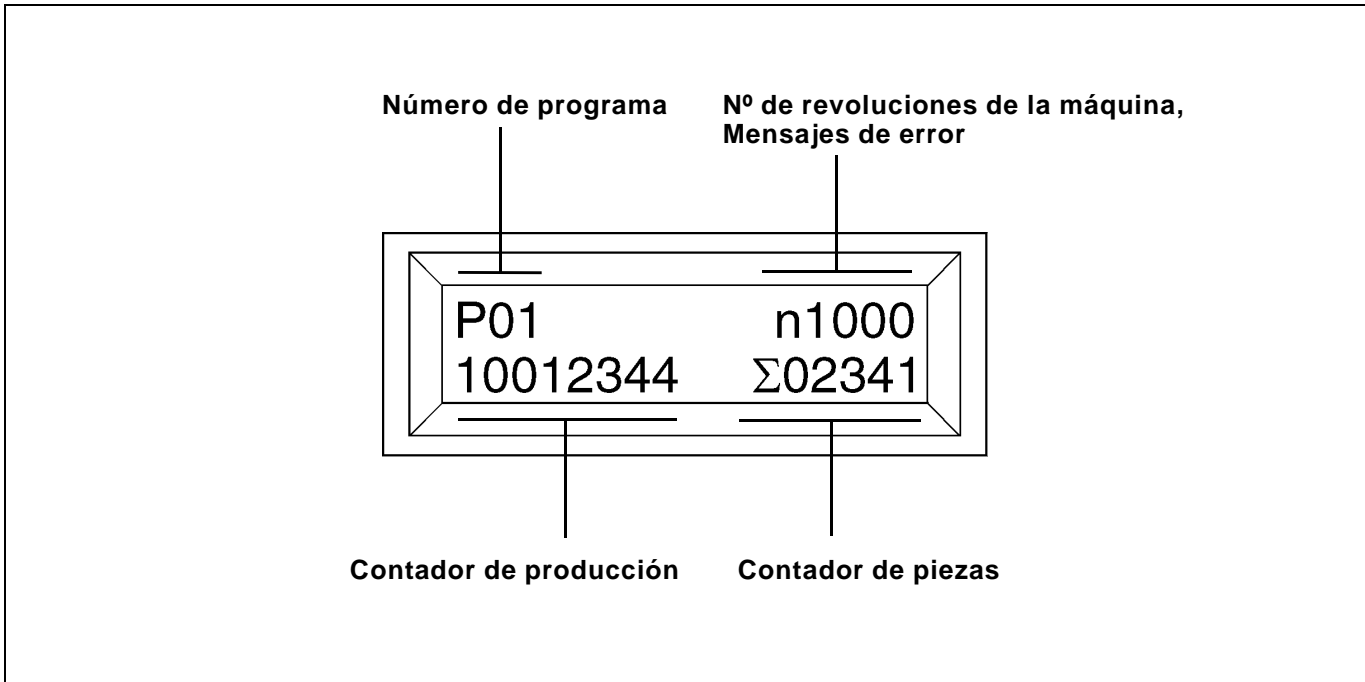 Número de programa
Nº de revoluciones de la máquina,
Mensajes de error
P01 n1000
10012344 Σ02341
Contador de producción
Contador de piezas